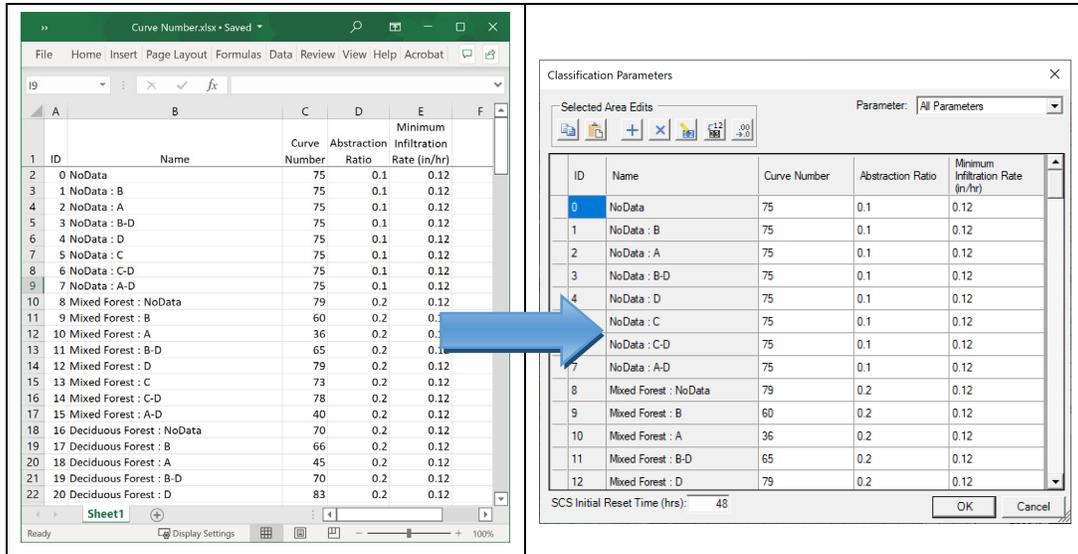 Curve Number.xlsx • Saved
File Home Insert Page Layout Formulas Data Review View Help Acrobat
I9 fx
A B C D E F
1 ID Name Curve Number Abstraction Ratio Minimum Infiltration Rate (in/hr)
2 0 NoData 75 0.1 0.12
3 1 NoData : B 75 0.1 0.12
4 2 NoData : A 75 0.1 0.12
5 3 NoData : B-D 75 0.1 0.12
6 4 NoData : D 75 0.1 0.12
7 5 NoData : C 75 0.1 0.12
8 6 NoData : C-D 75 0.1 0.12
9 7 NoData : A-D 75 0.1 0.12
10 8 Mixed Forest : NoData 79 0.2 0.12
11 9 Mixed Forest : B 60 0.2
12 10 Mixed Forest : A 36 0.2
13 11 Mixed Forest : B-D 65 0.2
14 12 Mixed Forest : D 79 0.2 0.12
15 13 Mixed Forest : C 73 0.2 0.12
16 14 Mixed Forest : C-D 78 0.2 0.12
17 15 Mixed Forest : A-D 40 0.2 0.12
18 16 Deciduous Forest : NoData 70 0.2 0.12
19 17 Deciduous Forest : B 66 0.2 0.12
20 18 Deciduous Forest : A 45 0.2 0.12
21 19 Deciduous Forest : B-D 70 0.2 0.12
22 20 Deciduous Forest : D 83 0.2 0.12
Sheet1
Ready Display Settings 100%
Classification Parameters
Selected Area Edits Parameter: All Parameters
ID Name Curve Number Abstraction Ratio Minimum Infiltration Rate (in/hr)
0 NoData 75 0.1 0.12
1 NoData : B 75 0.1 0.12
2 NoData : A 75 0.1 0.12
3 NoData : B-D 75 0.1 0.12
4 NoData : D 75 0.1 0.12
NoData : C 75 0.1 0.12
NoData : C-D 75 0.1 0.12
7 NoData : A-D 75 0.1 0.12
8 Mixed Forest : NoData 79 0.2 0.12
9 Mixed Forest : B 60 0.2 0.12
10 Mixed Forest : A 36 0.2 0.12
11 Mixed Forest : B-D 65 0.2 0.12
12 Mixed Forest : D 79 0.2 0.12
SCS Initial Reset Time (hrs): 48 OK Cancel